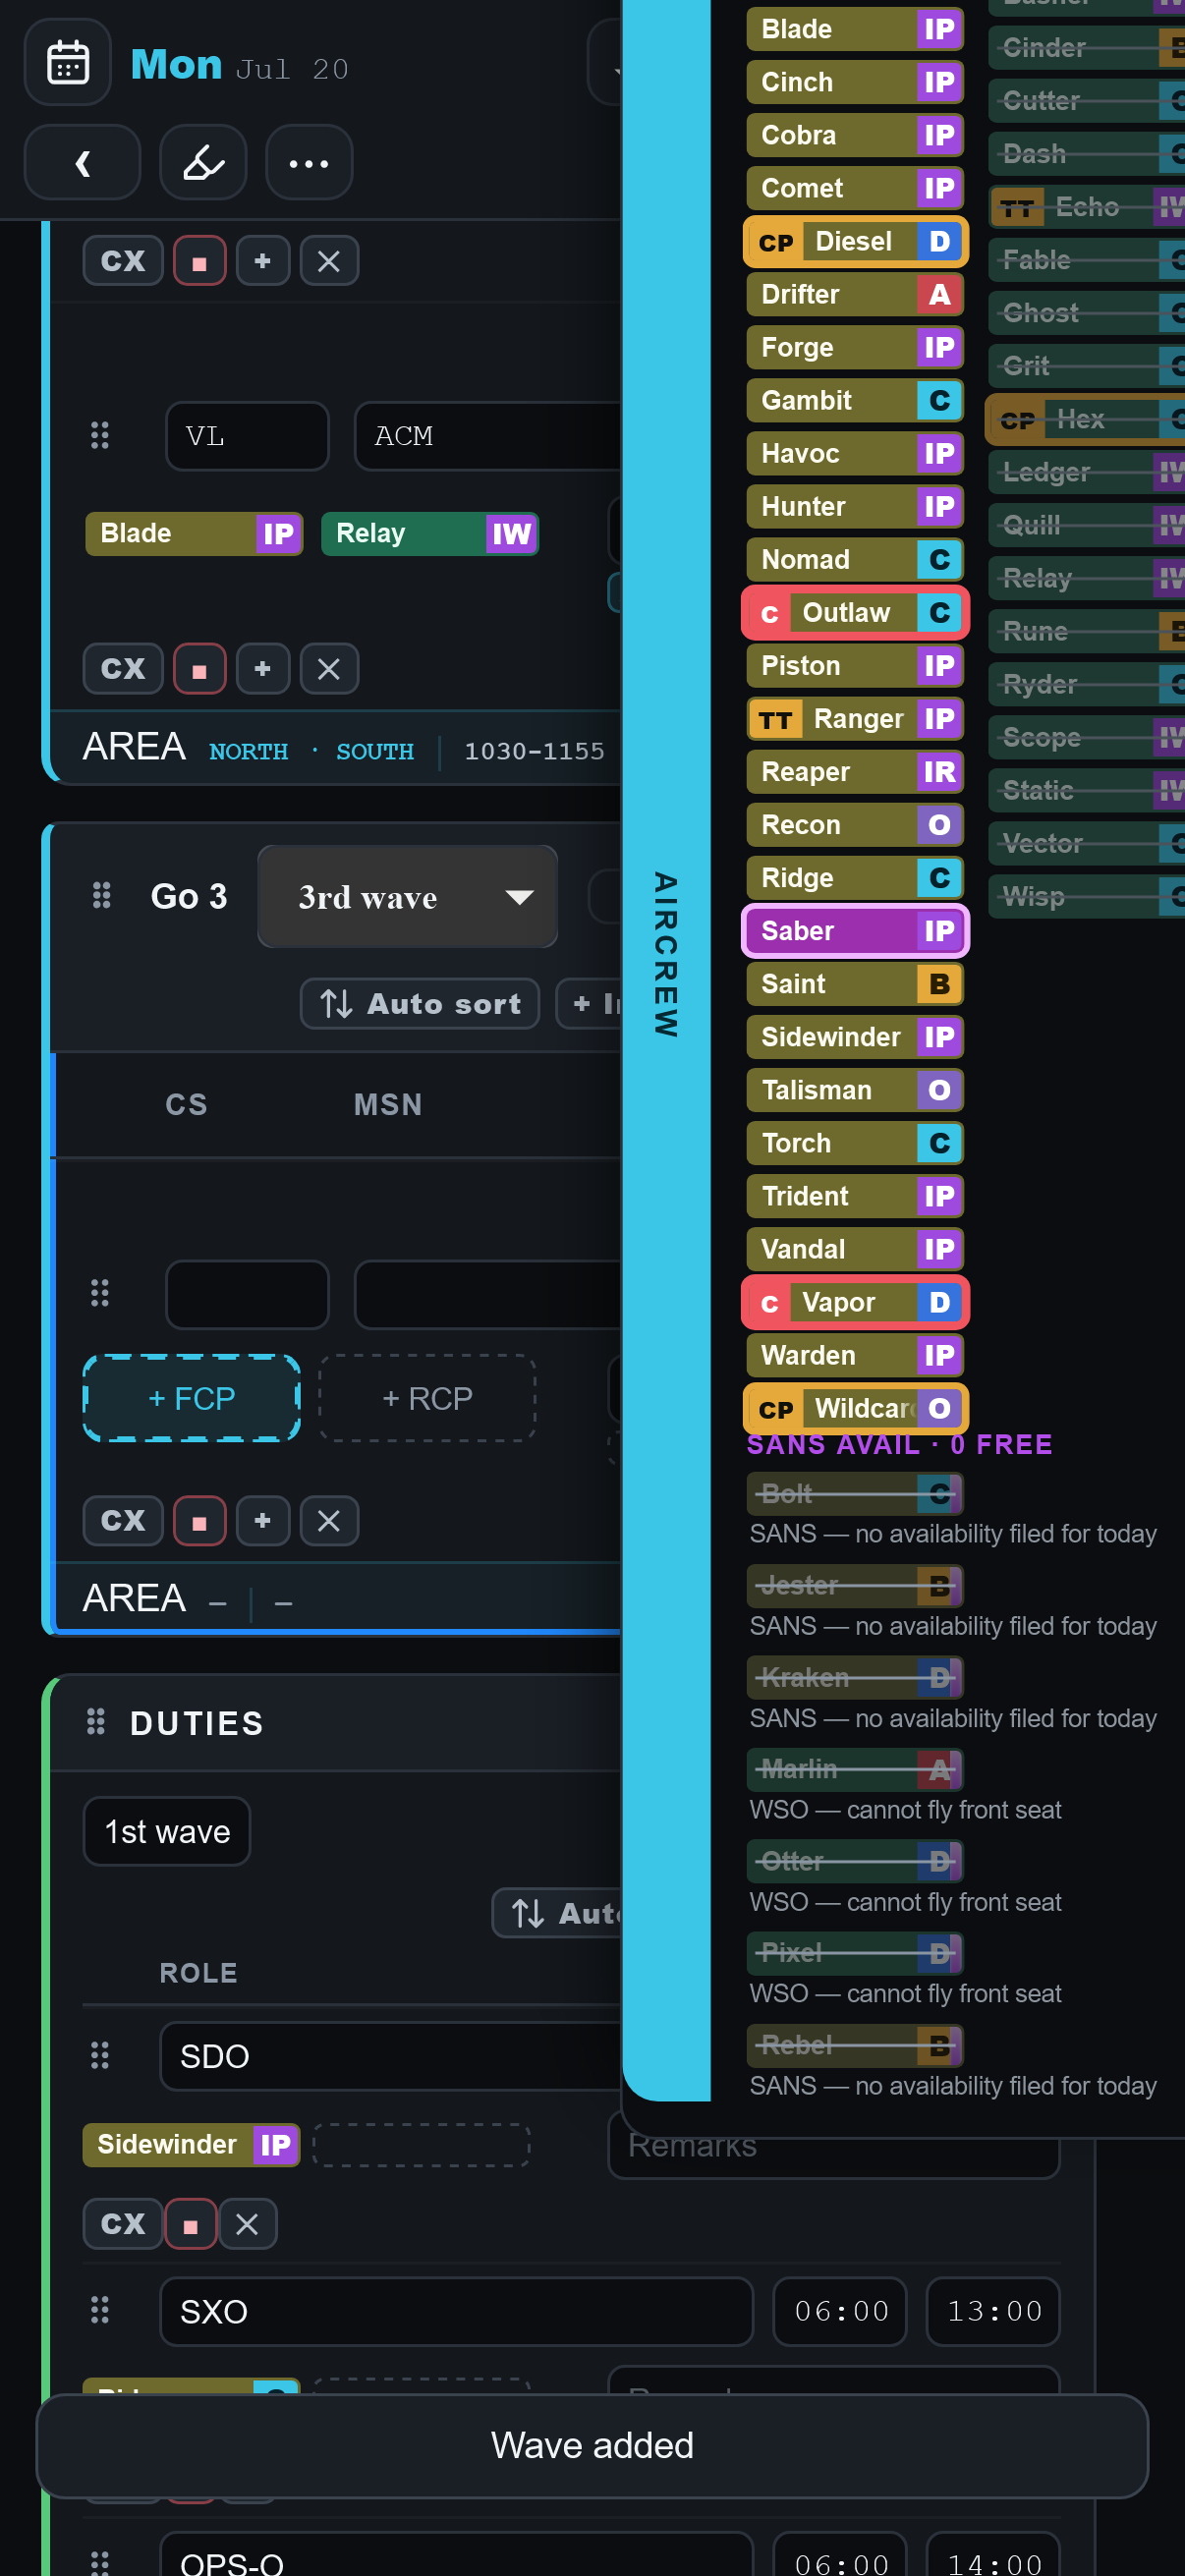 Mon Jul 20
CX
VL ACM
Blade IP Relay IW
CX
AREA NORTH · SOUTH 1030–1155
Go 3 3rd wave
Auto sort
CS MSN
+ FCP + RCP
CX
AREA – –
DUTIES
1st wave
ROLE
SDO
Sidewinder IP
Remarks
CX
SXO 06:00 13:00
Wave added
OPS-O 06:00 14:00
AIRCREW
Blade IP
Cinch IP
Cobra IP
Comet IP
CP Diesel D
Drifter A
Forge IP
Gambit C
Havoc IP
Hunter IP
Nomad C
C Outlaw C
Piston IP
TT Ranger IP
Reaper IR
Recon O
Ridge C
Saber IP
Saint B
Sidewinder IP
Talisman O
Torch C
Trident IP
Vandal IP
C Vapor D
Warden IP
CP Wildcard O
SANS AVAIL · 0 FREE
Bolt C
SANS — no availability filed for today
Jester B
SANS — no availability filed for today
Kraken D
SANS — no availability filed for today
Marlin A
WSO — cannot fly front seat
Otter D
WSO — cannot fly front seat
Pixel D
WSO — cannot fly front seat
Rebel B
SANS — no availability filed for today
Cinder
Cutter
Dash
TT Echo
Fable
Ghost
Grit
CP Hex
Ledger
Quill
Relay
Rune
Ryder
Scope
Static
Vector
Wisp